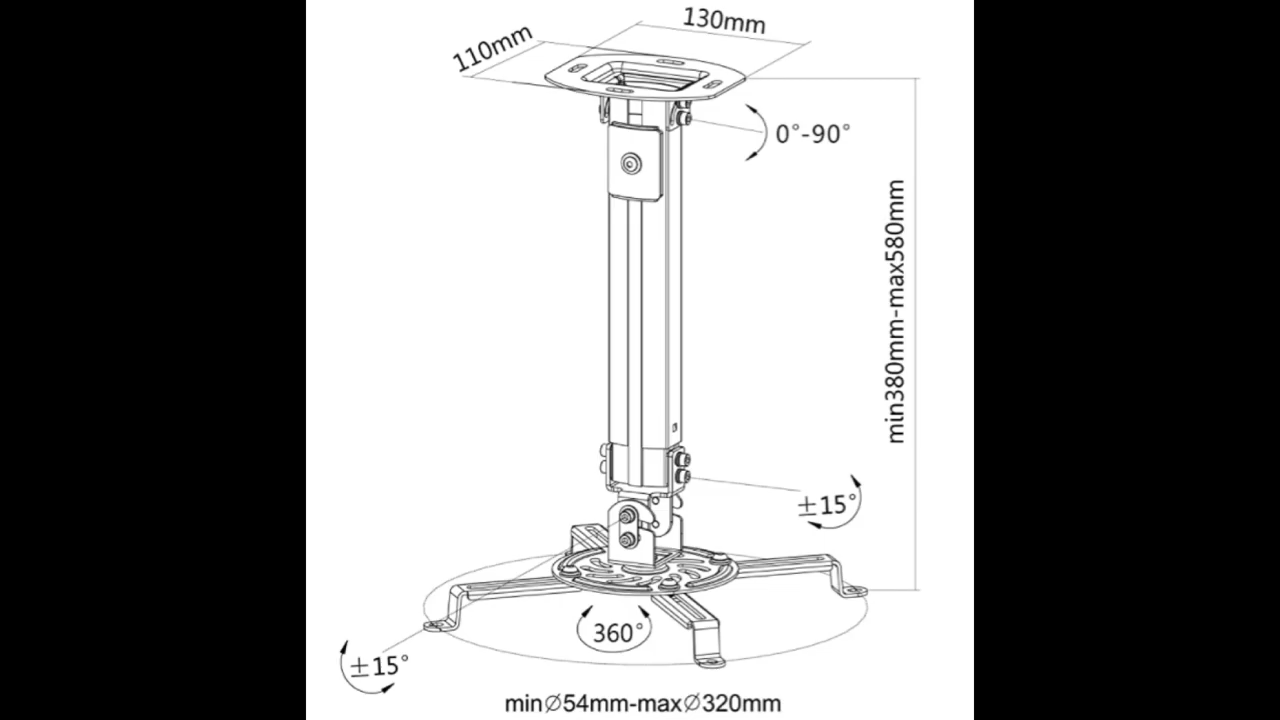 130mm
110mm
0°-90°
min380mm-max580mm
±15°
360°
±15°
min∅54mm-max∅320mm